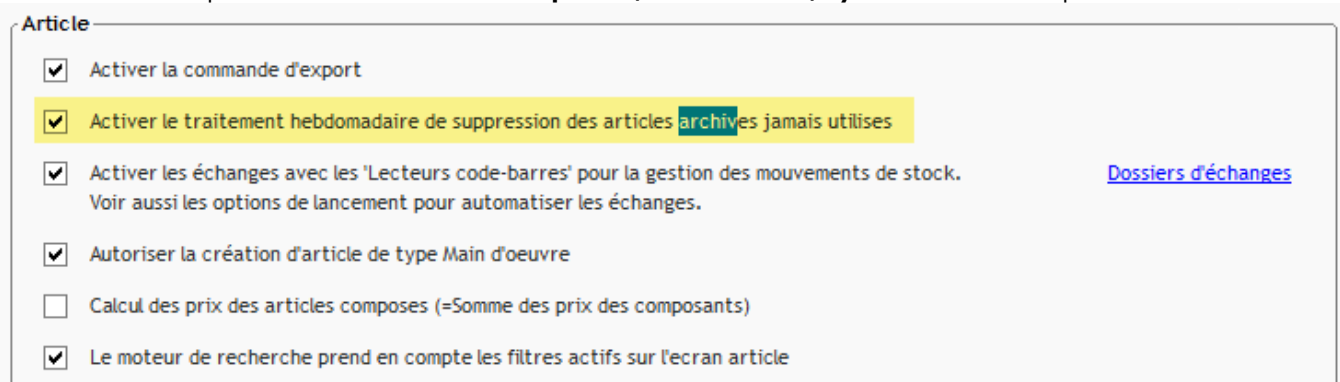 Article
Activer la commande d'export
Activer le traitement hebdomadaire de suppression des articles archives jamais utilises
Activer les échanges avec les 'Lecteurs code-barres' pour la gestion des mouvements de stock. Dossiers d'échanges
Voir aussi les options de lancement pour automatiser les échanges.
Autoriser la création d'article de type Main d'oeuvre
Calcul des prix des articles composes (=Somme des prix des composants)
Le moteur de recherche prend en compte les filtres actifs sur l'ecran article